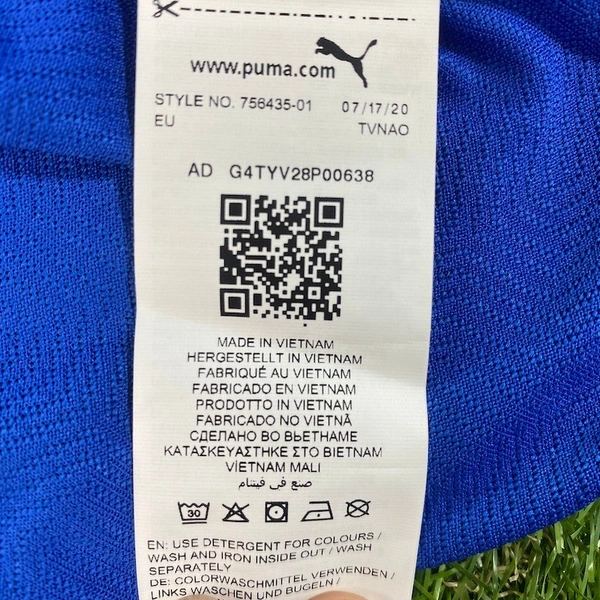 www.puma.com
STYLE NO. 756435-01 07/17/20
EU TVNAO
AD G4TYV28P00638
MADE IN VIETNAM
HERGESTELLT IN VIETNAM
FABRIQUÉ AU VIETNAM
FABRICADO EN VIETNAM
PRODOTTO IN VIETNAM
FABRICADO NO VIETNÃ
СДЕЛАНО ВО ВЬЕТНАМЕ
ΚΑΤΑΣΚΕΥΑΣΤΗΚΕ ΣΤΟ ΒΙΕΤΝΑΜ
VİETNAM MALI
صنع في فيتنام
30
EN: USE DETERGENT FOR COLOURS /
WASH AND IRON INSIDE OUT / WASH
SEPARATELY
DE: COLORWASCHMITTEL VERWENDEN /
LINKS WASCHEN UND BÜGELN /